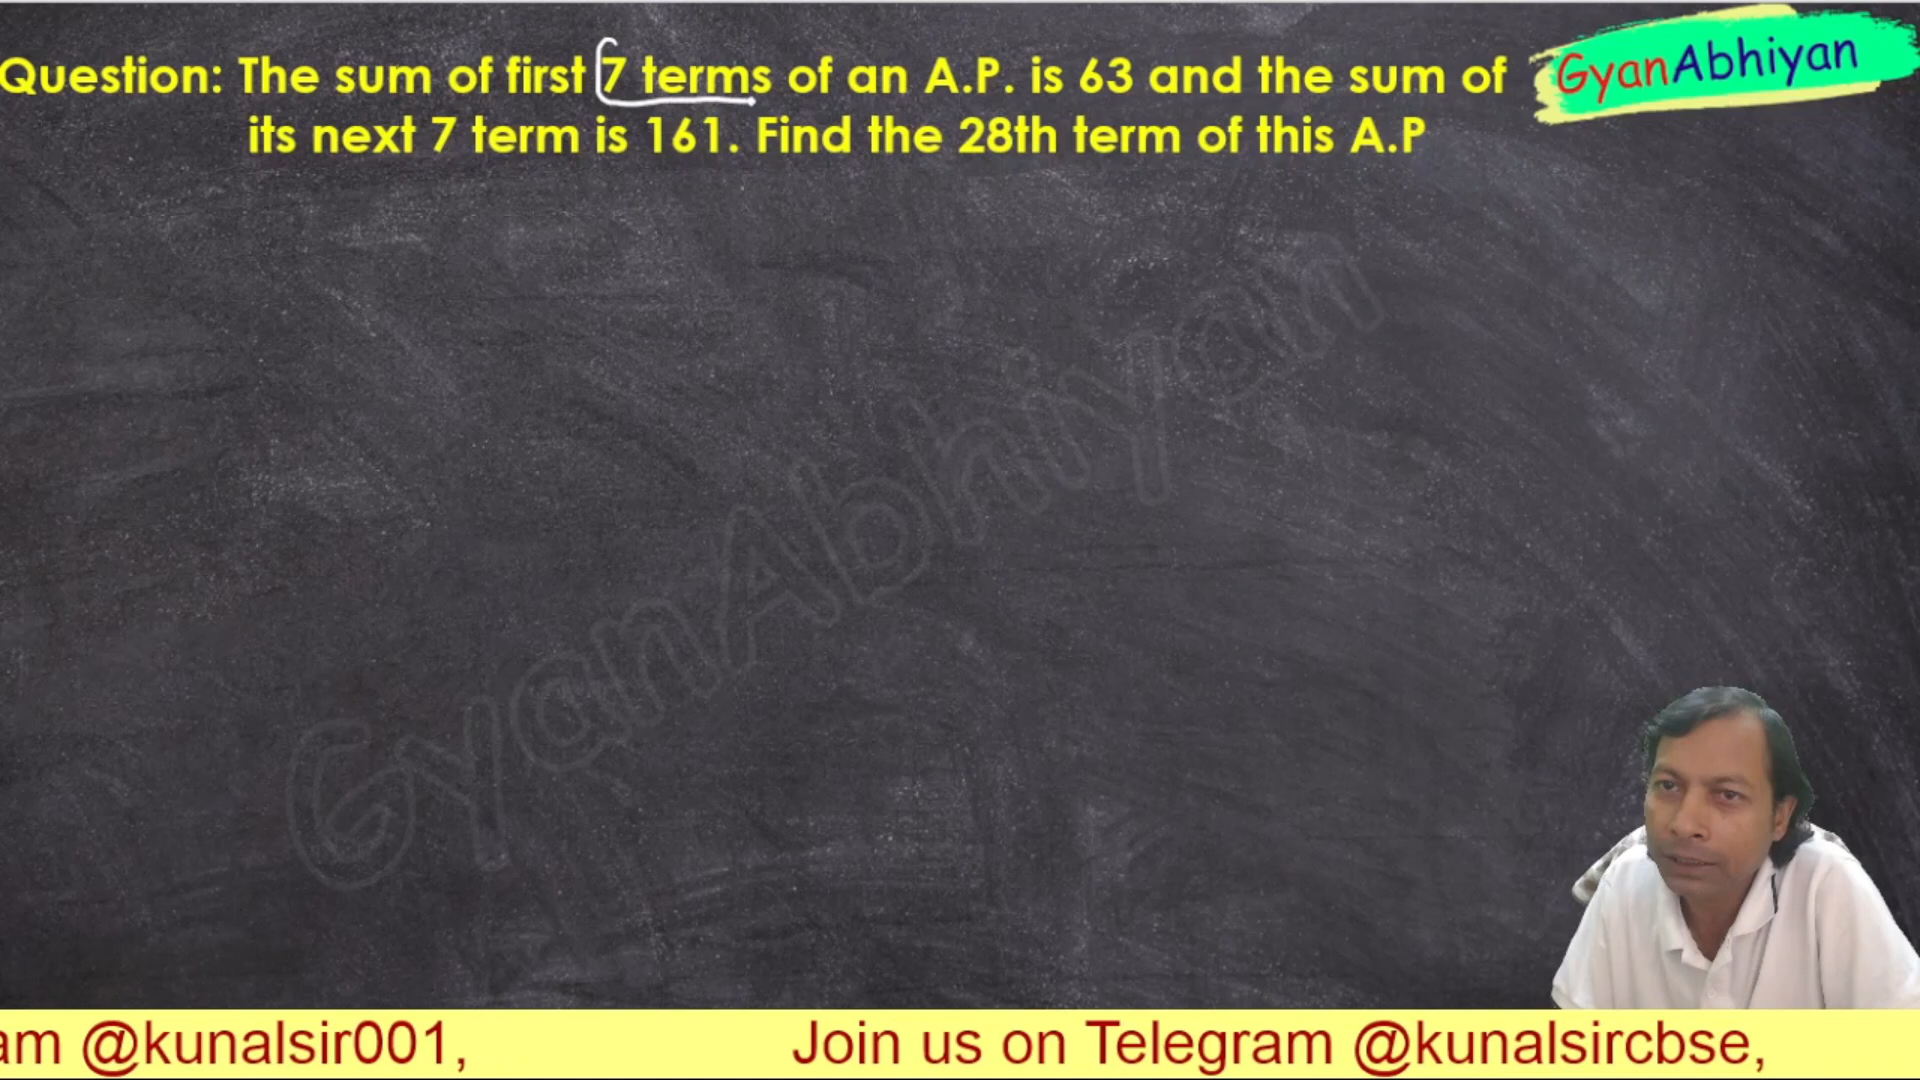 Question: The sum of first 7 terms of an A.P. is 63 and the sum of
its next 7 term is 161. Find the 28th term of this A.P
GyanAbhiyan
GyanAbhiyan
am @kunalsir001, Join us on Telegram @kunalsircbse,